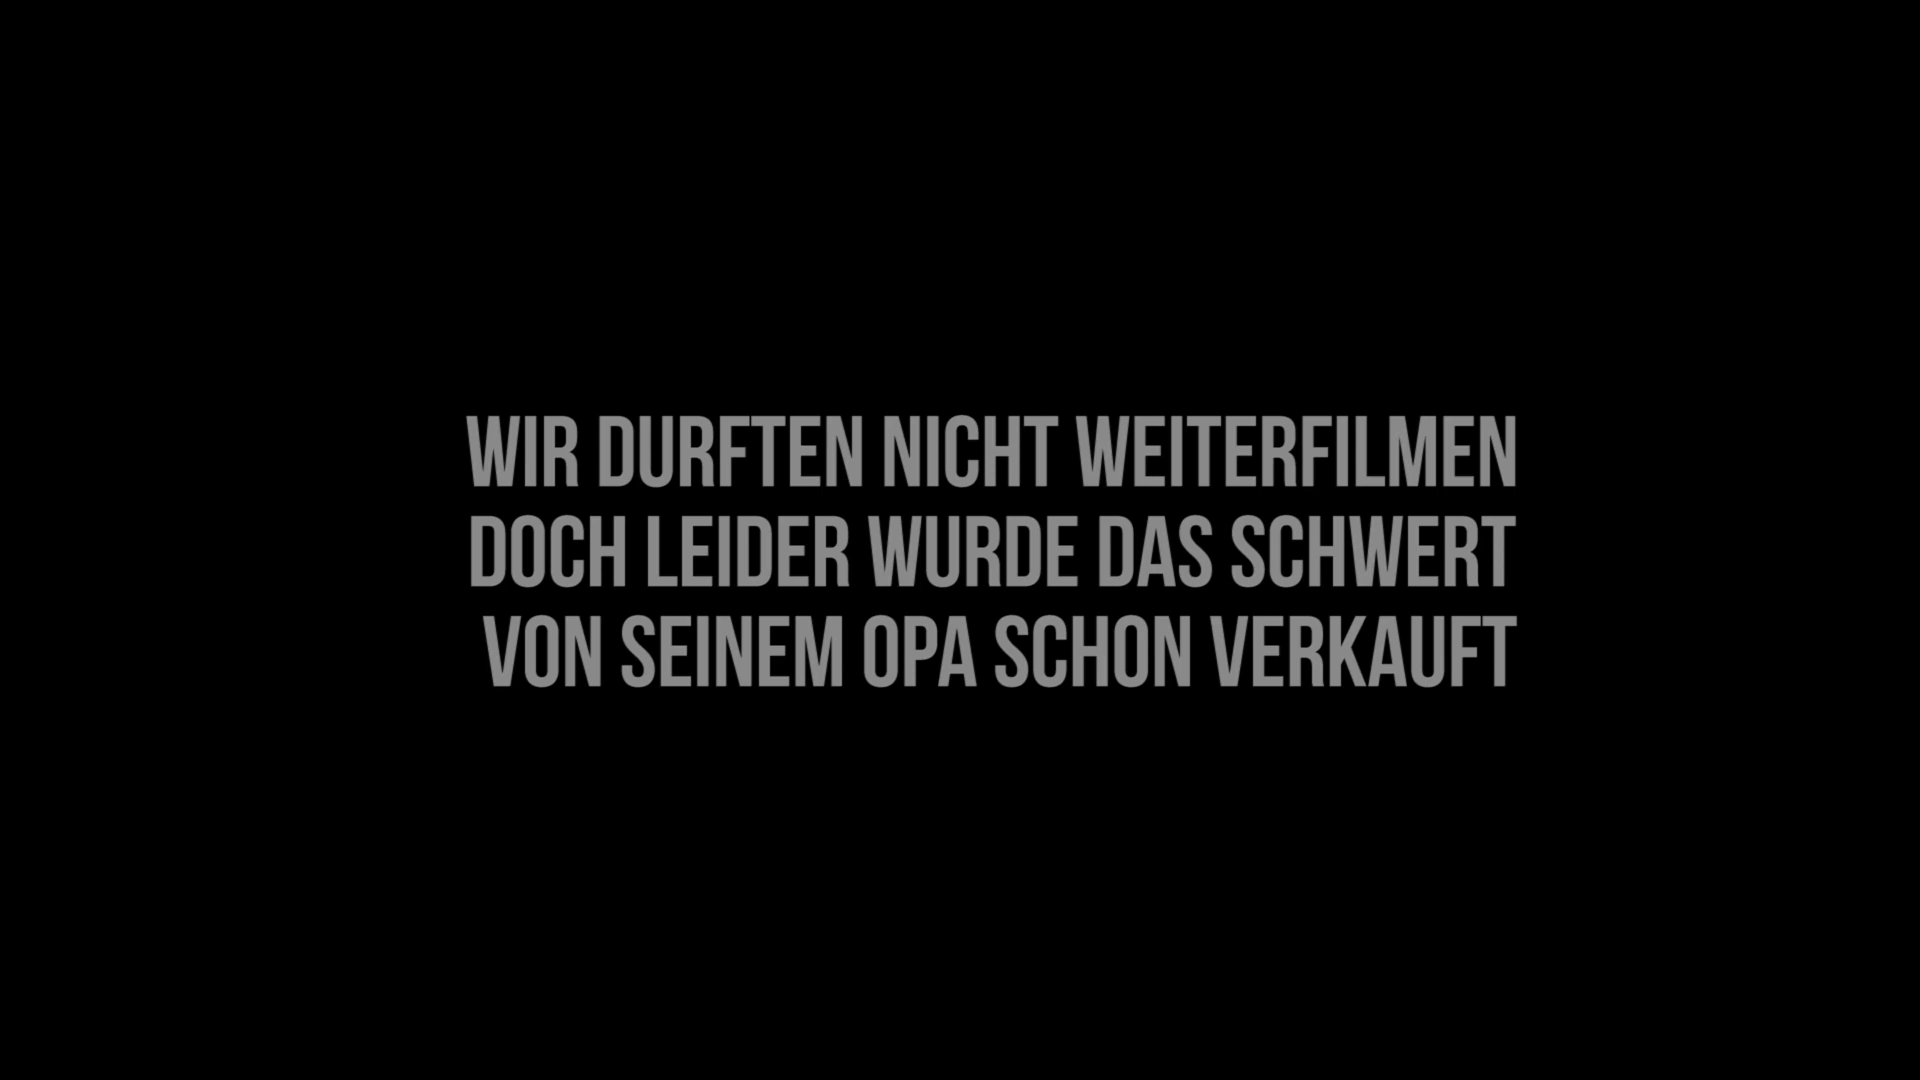 WIR DURFTEN NICHT WEITERFILMEN
DOCH LEIDER WURDE DAS SCHWERT
VON SEINEM OPA SCHON VERKAUFT